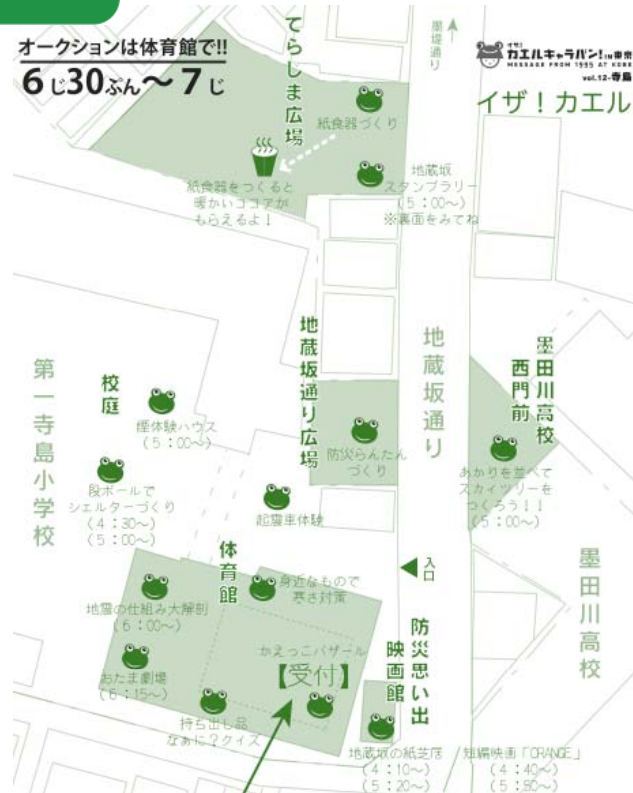 オークションは体育館で!!
6じ30ぷん〜7じ
てらしま広場
墨堤通り
イザ!
カエルキャラバン!IN東京
MESSAGE FROM 1995 AT KOBE
vol.12-寺島
イザ!カエル
紙食器づくり
紙食器をつくると
暖かいココアが
もらえるよ!
地蔵坂
スタンプラリー
(5:00〜)
※裏面をみてね
地蔵坂通り広場
地蔵坂通り
墨田川高校
西門前
第一寺島小学校
校庭
煙体験ハウス
(5:00〜)
防災らんたん
づくり
あかりを並べて
スカイツリーを
つくろう!!
(5:00〜)
段ボールで
シェルターづくり
(4:30〜)
(5:00〜)
起震車体験
体育館
入口
墨田川高校
身近なもので
寒さ対策
地震の仕組み大解剖
(6:00〜)
防災思い出
映画館
かえっこバザール
【受付】
おたま劇場
(6:15〜)
持ち出し品
なぁに?クイズ
地蔵坂の紙芝居
(4:10〜)
(5:20〜)
短編映画「ORANGE」
(4:40〜)
(5:50〜)